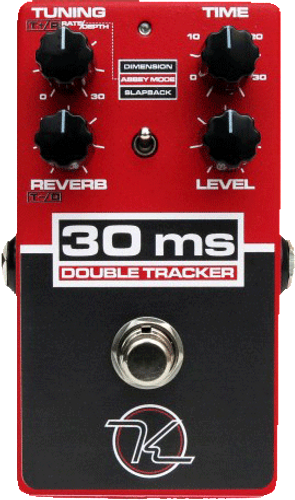 TUNING
T/D RATE/DEPTH
TIME
10
20
0
30
0
30
DIMENSION
ABBEY MODE
SLAPBACK
REVERB
T/D
LEVEL
30 ms
DOUBLE TRACKER
K